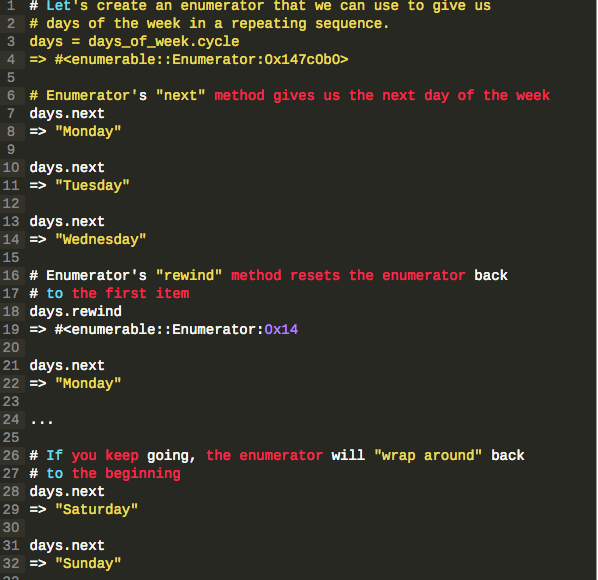 1 # Let's create an enumerator that we can use to give us
2 # days of the week in a repeating sequence.
3 days = days_of_week.cycle
4 => #<enumerable::Enumerator:0x147c0b0>
5
6 # Enumerator's "next" method gives us the next day of the week
7 days.next
8 => "Monday"
9
10 days.next
11 => "Tuesday"
12
13 days.next
14 => "Wednesday"
15
16 # Enumerator's "rewind" method resets the enumerator back
17 # to the first item
18 days.rewind
19 => #<enumerable::Enumerator:0x14
20
21 days.next
22 => "Monday"
23
24 ...
25
26 # If you keep going, the enumerator will "wrap around" back
27 # to the beginning
28 days.next
29 => "Saturday"
30
31 days.next
32 => "Sunday"